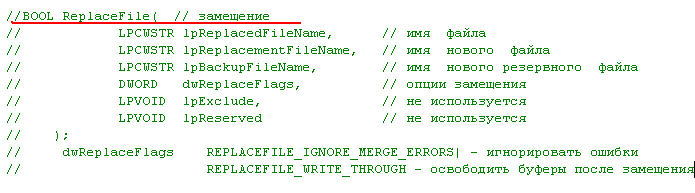 //BOOL ReplaceFile(  // замещение
//            LPCWSTR lpReplacedFileName,      // имя  файла
//            LPCWSTR lpReplacementFileName,   // имя  нового  файла
//            LPCWSTR lpBackupFileName,        // имя  нового резервного  файла
//            DWORD   dwReplaceFlags,          // опции замещения
//            LPVOID  lpExclude,               // не используется
//            LPVOID  lpReserved               // не используется
//    );
//     dwReplaceFlags    REPLACEFILE_IGNORE_MERGE_ERRORS| – игнорировать ошибки
//                       REPLACEFILE_WRITE_THROUGH – освободить буферы после замещения